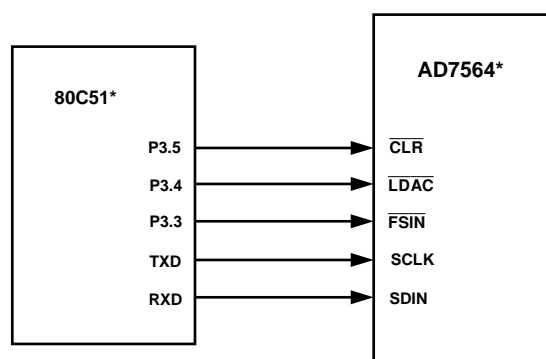 80C51*
AD7564*
P3.5 CLR
P3.4 LDAC
P3.3 FSIN
TXD SCLK
RXD SDIN